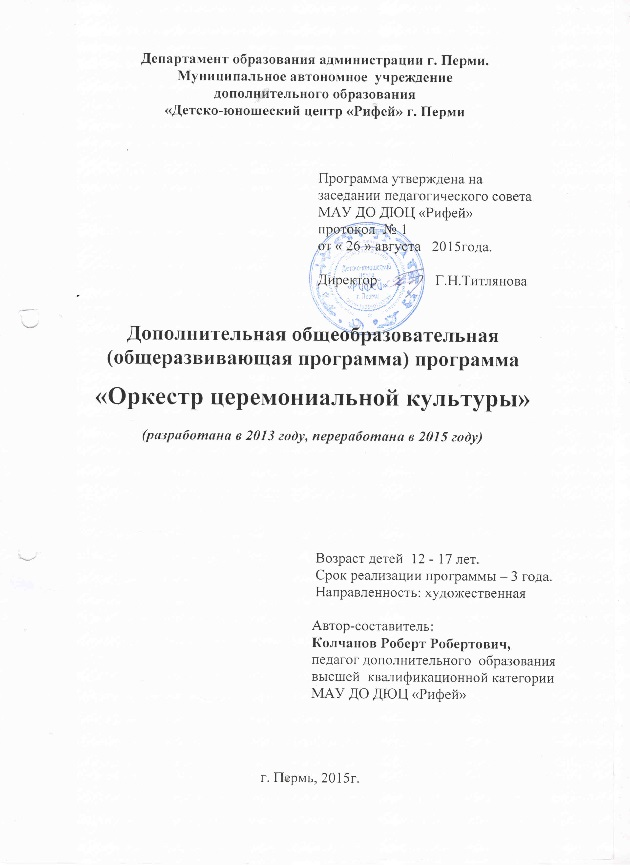 Департамент образования администрации г. Перми.
Муниципальное автономное учреждение
дополнительного образования
«Детско-юношеский центр «Рифей» г. Перми
Программа утверждена на
заседании педагогического совета
МАУ ДО ДЮЦ «Рифей»
протокол № 1
от « 26 » августа 2015года.
Директор Г.Н.Титлянова
Дополнительная общеобразовательная
(общеразвивающая программа) программа
«Оркестр церемониальной культуры»
(разработана в 2013 году, переработана в 2015 году)
Возраст детей 12 - 17 лет.
Срок реализации программы – 3 года.
Направленность: художественная
Автор-составитель:
Колчанов Роберт Робертович,
педагог дополнительного образования
высшей квалификационной категории
МАУ ДО ДЮЦ «Рифей»
г. Пермь, 2015г.